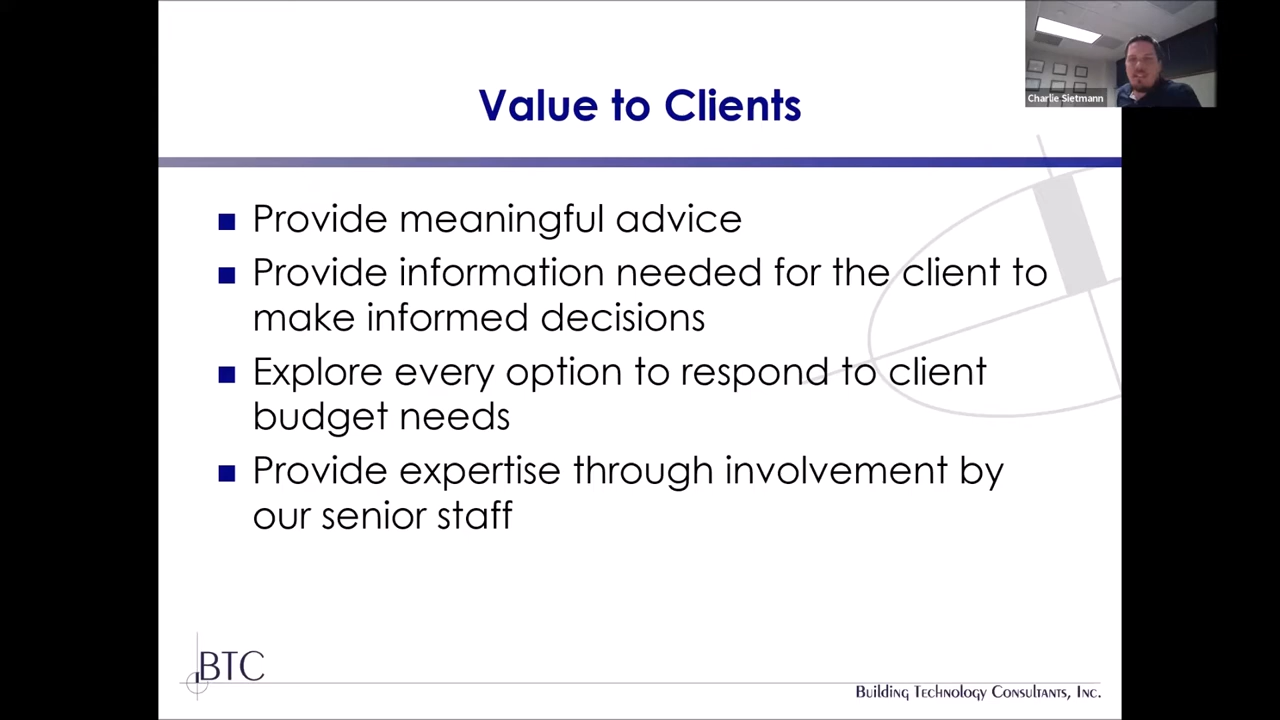 Charlie Sietmann
Value to Clients
Provide meaningful advice
Provide information needed for the client to
make informed decisions
Explore every option to respond to client
budget needs
Provide expertise through involvement by
our senior staff
BTC
Building Technology Consultants, Inc.